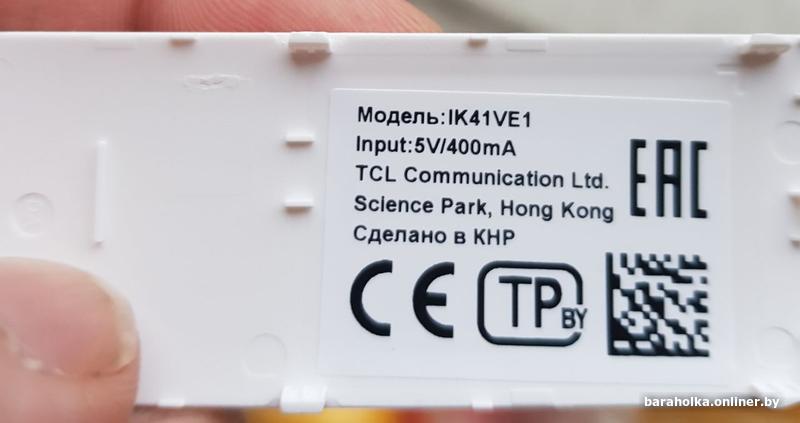 Модель:IK41VE1
Input:5V/400mA
TCL Communication Ltd.
Science Park, Hong Kong
Сделано в КНР
EAC
CE
TP BY
baraholka.onliner.by